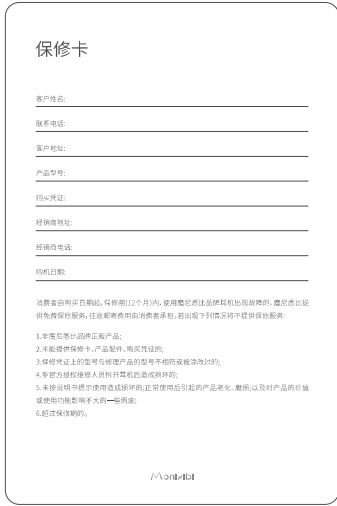 保修卡
客户姓名:
联系电话:
客户地址:
产品型号:
购买凭证:
经销商地址:
经销商电话:
购机日期:
消费者自购买日期起,保修期(12个月)内,使用魔尼悉比品牌耳机出现故障的,魔尼悉比提
供免费保修服务,往返邮寄费用由消费者承担。若出现下列情况将不提供保修服务:
1.非魔尼悉比品牌正版产品;
2.未能提供保修卡、产品配件、购买凭证的;
3.保修凭证上的型号与修理产品的型号不相符或被涂改过的;
4.非官方授权维修人员拆开耳机后造成损坏的;
5.未按说明书提示使用造成损坏的;正常使用后引起的产品老化、磨损;以及对产品的价值
或使用功能影响不大的一些瑕疵;
6.超过保修期的。
Monixibi